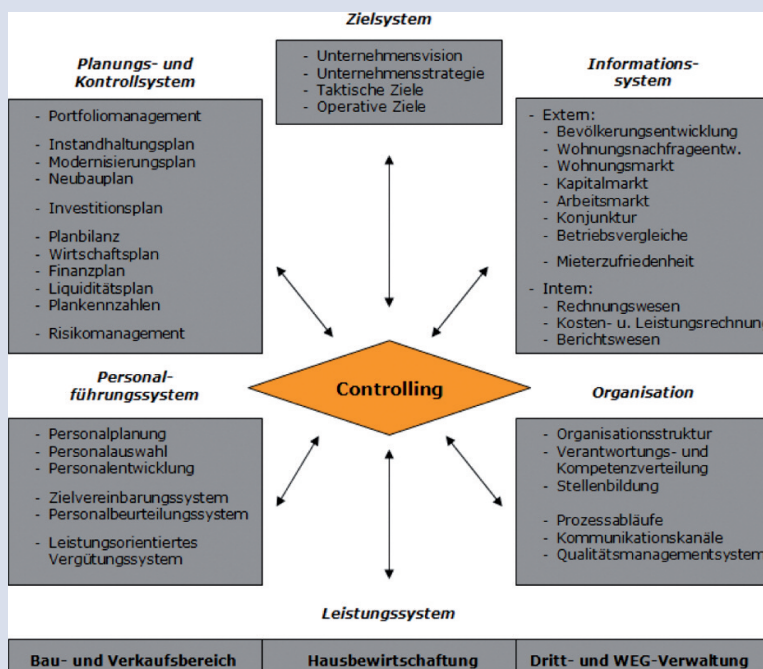 Zielsystem
- Unternehmensvision
- Unternehmensstrategie
- Taktische Ziele
- Operative Ziele
Planungs- und
Kontrollsystem
- Portfoliomanagement
- Instandhaltungsplan
- Modernisierungsplan
- Neubauplan
- Investitionsplan
- Planbilanz
- Wirtschaftsplan
- Finanzplan
- Liquiditätsplan
- Plankennzahlen
- Risikomanagement
Informations-
system
- Extern:
- Bevölkerungsentwicklung
- Wohnungsnachfrageentw.
- Wohnungsmarkt
- Kapitalmarkt
- Arbeitsmarkt
- Konjunktur
- Betriebsvergleiche
- Mieterzufriedenheit
- Intern:
- Rechnungswesen
- Kosten- u. Leistungsrechnung
- Berichtswesen
Controlling
Personal-
führungssystem
- Personalplanung
- Personalauswahl
- Personalentwicklung
- Zielvereinbarungssystem
- Personalbeurteilungssystem
- Leistungsorientiertes
Vergütungssystem
Organisation
- Organisationsstruktur
- Verantwortungs- und
Kompetenzverteilung
- Stellenbildung
- Prozessabläufe
- Kommunikationskanäle
- Qualitätsmanagementsystem
Leistungssystem
Bau- und Verkaufsbereich
Hausbewirtschaftung
Dritt- und WEG-Verwaltung